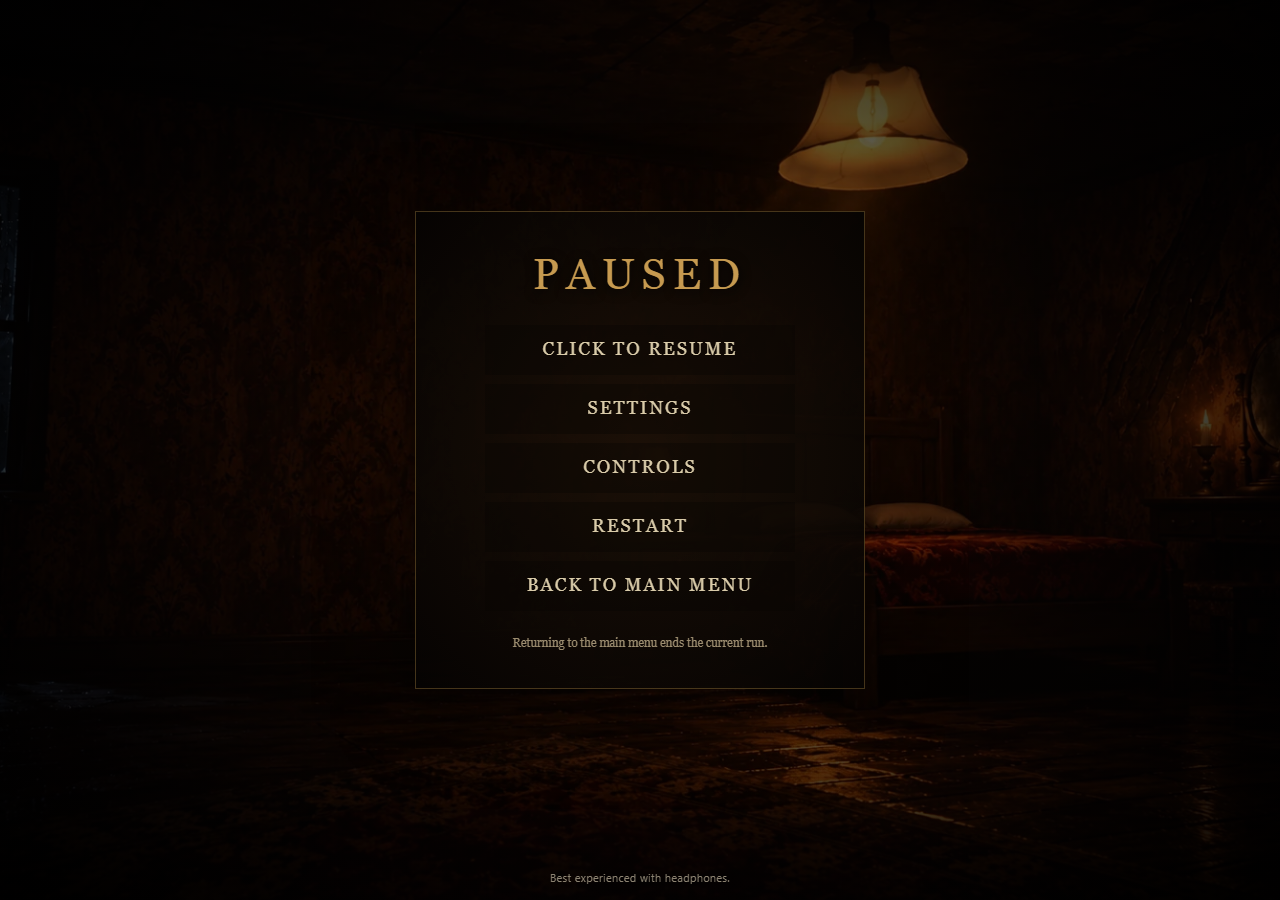 PAUSED
CLICK TO RESUME
SETTINGS
CONTROLS
RESTART
BACK TO MAIN MENU
Returning to the main menu ends the current run.
Best experienced with headphones.